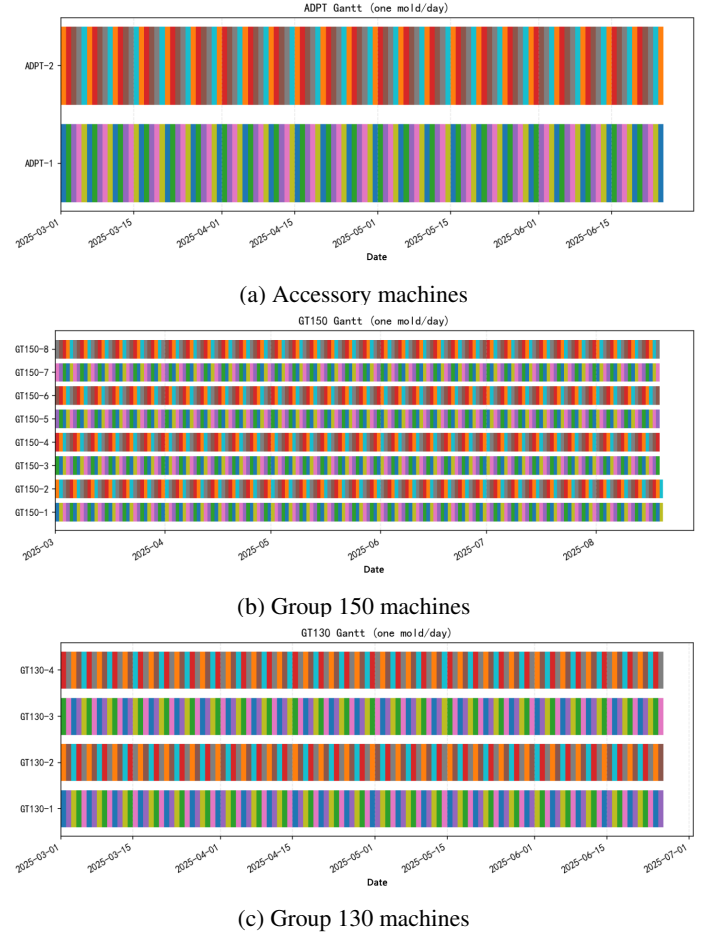 ADPT Gantt (one mold/day)
ADPT-2
ADPT-1
2025-03-01
2025-03-15
2025-04-01
2025-04-15
2025-05-01
2025-05-15
2025-06-01
2025-06-15
Date
(a) Accessory machines
GT150 Gantt (one mold/day)
GT150-8
GT150-7
GT150-6
GT150-5
GT150-4
GT150-3
GT150-2
GT150-1
2025-03
2025-04
2025-05
2025-06
2025-07
2025-08
Date
(b) Group 150 machines
GT130 Gantt (one mold/day)
GT130-4
GT130-3
GT130-2
GT130-1
2025-03-01
2025-03-15
2025-04-01
2025-04-15
2025-05-01
2025-05-15
2025-06-01
2025-06-15
2025-07-01
Date
(c) Group 130 machines